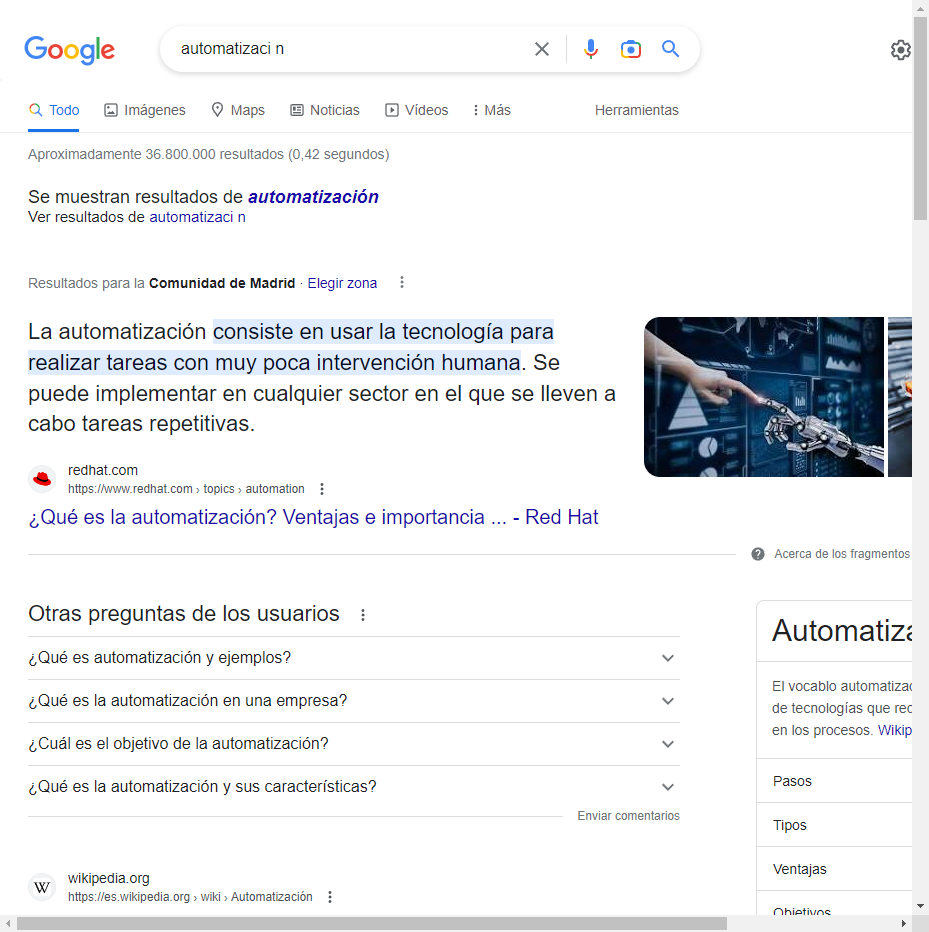 Google
automatizaci n
Todo
Imágenes
Maps
Noticias
Vídeos
Más
Herramientas
Aproximadamente 36.800.000 resultados (0,42 segundos)
Se muestran resultados de automatización
Ver resultados de automatizaci n
Resultados para la Comunidad de Madrid · Elegir zona
La automatización consiste en usar la tecnología para
realizar tareas con muy poca intervención humana. Se
puede implementar en cualquier sector en el que se lleven a
cabo tareas repetitivas.
redhat.com
https://www.redhat.com › topics › automation
¿Qué es la automatización? Ventajas e importancia ... - Red Hat
Acerca de los fragmentos
Otras preguntas de los usuarios
¿Qué es automatización y ejemplos?
¿Qué es la automatización en una empresa?
¿Cuál es el objetivo de la automatización?
¿Qué es la automatización y sus características?
Enviar comentarios
W wikipedia.org
https://es.wikipedia.org › wiki › Automatización
Automatiza
El vocablo automatizac
de tecnologías que red
en los procesos. Wikip
Pasos
Tipos
Ventajas
Objetivos